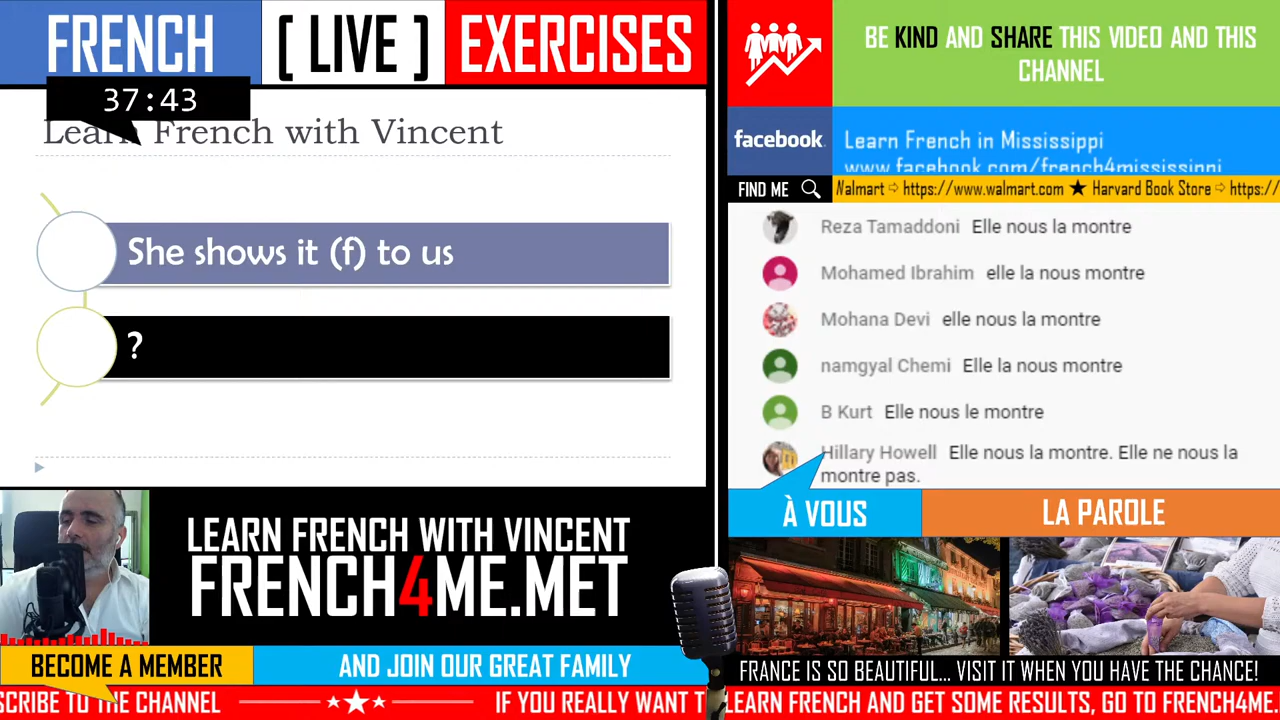 FRENCH [ LIVE ] EXERCISES
37:43
Learn French with Vincent
She shows it (f) to us
?
LEARN FRENCH WITH VINCENT
FRENCH4ME.MET
BECOME A MEMBER
AND JOIN OUR GREAT FAMILY
SCRIBE TO THE CHANNEL
IF YOU REALLY WANT T
BE KIND AND SHARE THIS VIDEO AND THIS
CHANNEL
facebook.
Learn French in Mississippi
www.facebook.com/french4mississippi
FIND ME
Walmart ⇨ https://www.walmart.com ★ Harvard Book Store ⇨ https:/
Reza Tamaddoni Elle nous la montre
Mohamed Ibrahim elle la nous montre
Mohana Devi elle nous la montre
namgyal Chemi Elle la nous montre
B Kurt Elle nous le montre
Hillary Howell Elle nous la montre. Elle ne nous la
montre pas.
À VOUS
LA PAROLE
FRANCE IS SO BEAUTIFUL... VISIT IT WHEN YOU HAVE THE CHANCE!
LEARN FRENCH AND GET SOME RESULTS, GO TO FRENCH4ME.